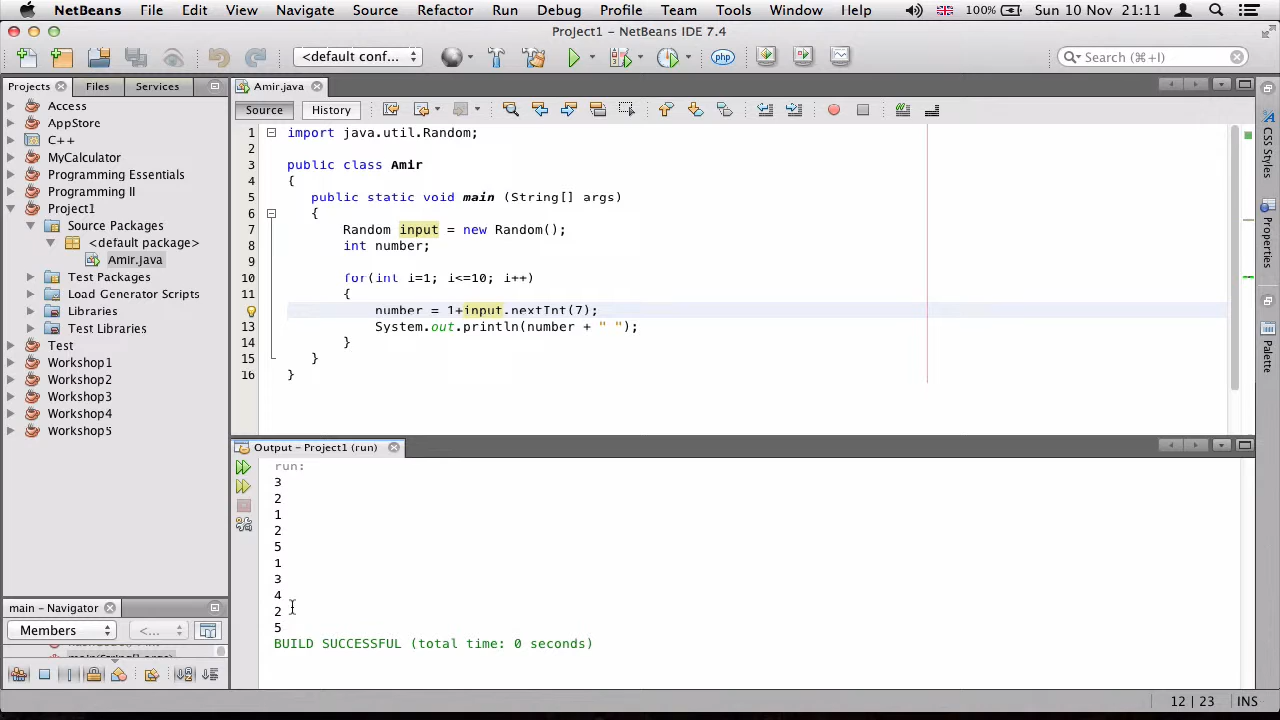 NetBeans File Edit View Navigate Source Refactor Run Debug Profile Team Tools Window Help 100% Sun 10 Nov 21:11
Project1 – NetBeans IDE 7.4
<default conf... php Search (⌘+I)
Projects Files Services
Access
AppStore
C++
MyCalculator
Programming Essentials
Programming II
Project1
Source Packages
<default package>
Amir.java
Test Packages
Load Generator Scripts
Libraries
Test Libraries
Test
Workshop1
Workshop2
Workshop3
Workshop4
Workshop5
main – Navigator
Members <...
Amir.java
Source History
1 import java.util.Random;
2
3 public class Amir
4 {
5 public static void main (String[] args)
6 {
7 Random input = new Random();
8 int number;
9
10 for(int i=1; i<=10; i++)
11 {
number = 1+input.nextInt(7);
13 System.out.println(number + " ");
14 }
15 }
16 }
Output – Project1 (run)
run:
3
2
1
2
5
1
3
4
2
5
BUILD SUCCESSFUL (total time: 0 seconds)
CSS Styles
Properties
Palette
12 | 23 INS